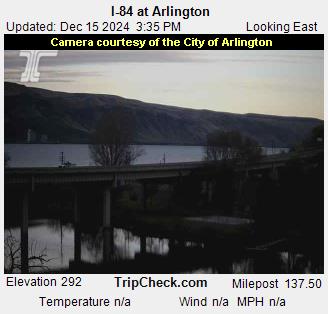 I-84 at Arlington
Updated: Dec 15 2024 3:35 PM Looking East
Camera courtesy of the City of Arlington
Elevation 292 TripCheck.com Milepost 137.50
Temperature n/a Wind n/a MPH n/a